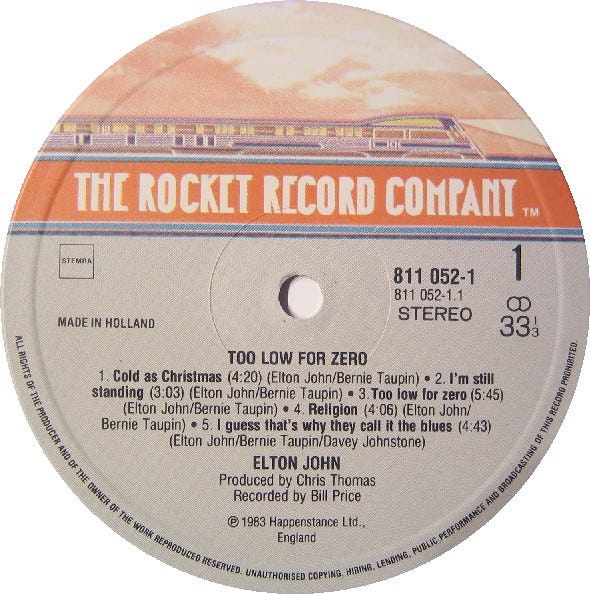 THE ROCKET RECORD COMPANY TM
STEMRA
MADE IN HOLLAND
811 052-1
811 052-1.1
STEREO
1
33 1/3
TOO LOW FOR ZERO
1. Cold as Christmas (4:20) (Elton John/Bernie Taupin) • 2. I'm still
standing (3:03) (Elton John/Bernie Taupin) • 3. Too low for zero (5:45)
(Elton John/Bernie Taupin) • 4. Religion (4:06) (Elton John/
Bernie Taupin) • 5. I guess that's why they call it the blues (4:43)
(Elton John/Bernie Taupin/Davey Johnstone)
ELTON JOHN
Produced by Chris Thomas
Recorded by Bill Price
℗ 1983 Happenstance Ltd.,
England
ALL RIGHTS OF THE PRODUCER AND OF THE OWNER OF THE WORK REPRODUCED RESERVED. UNAUTHORISED COPYING, HIRING, LENDING, PUBLIC PERFORMANCE AND BROADCASTING OF THIS RECORD PROHIBITED.